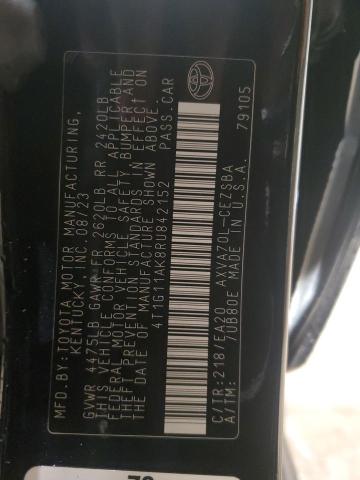 MFD. BY: TOYOTA MOTOR MANUFACTURING,
KENTUCKY, INC. 08/23
GVWR 4475LB GAWR FR 2620LB RR 2420LB
THIS VEHICLE CONFORMS TO ALL APPLICABLE
FEDERAL MOTOR VEHICLE SAFETY, BUMPER, AND
THEFT PREVENTION STANDARDS IN EFFECT ON
THE DATE OF MANUFACTURE SHOWN ABOVE.
4T1G11AK8RU842152 PASS.CAR
C/TR:218/EA20 AXVA70L-CEZSBA
A/TM: 7UB80E MADE IN U.S.A. 79105